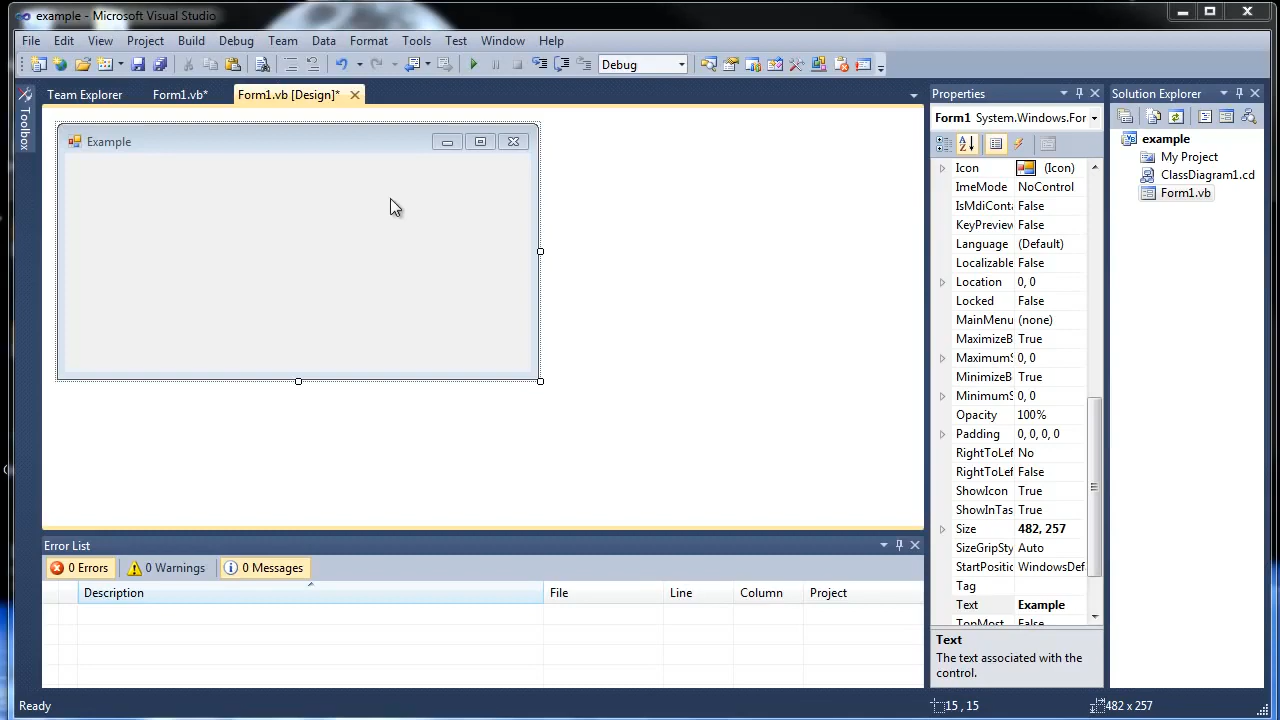 example - Microsoft Visual Studio
File Edit View Project Build Debug Team Data Format Tools Test Window Help
Debug
Team Explorer Form1.vb* Form1.vb [Design]*
Toolbox
Example
Properties
Form1 System.Windows.For
Icon (Icon)
ImeMode NoControl
IsMdiConta False
KeyPreview False
Language (Default)
Localizable False
Location 0, 0
Locked False
MainMenu (none)
MaximizeB True
MaximumS 0, 0
MinimizeB True
MinimumS 0, 0
Opacity 100%
Padding 0, 0, 0, 0
RightToLef No
RightToLef False
ShowIcon True
ShowInTas True
Size 482, 257
SizeGripSty Auto
StartPositio WindowsDef
Tag
Text Example
TopMost False
Text
The text associated with the
control.
Solution Explorer
example
My Project
ClassDiagram1.cd
Form1.vb
Error List
0 Errors 0 Warnings 0 Messages
Description File Line Column Project
Ready 15 , 15 482 x 257